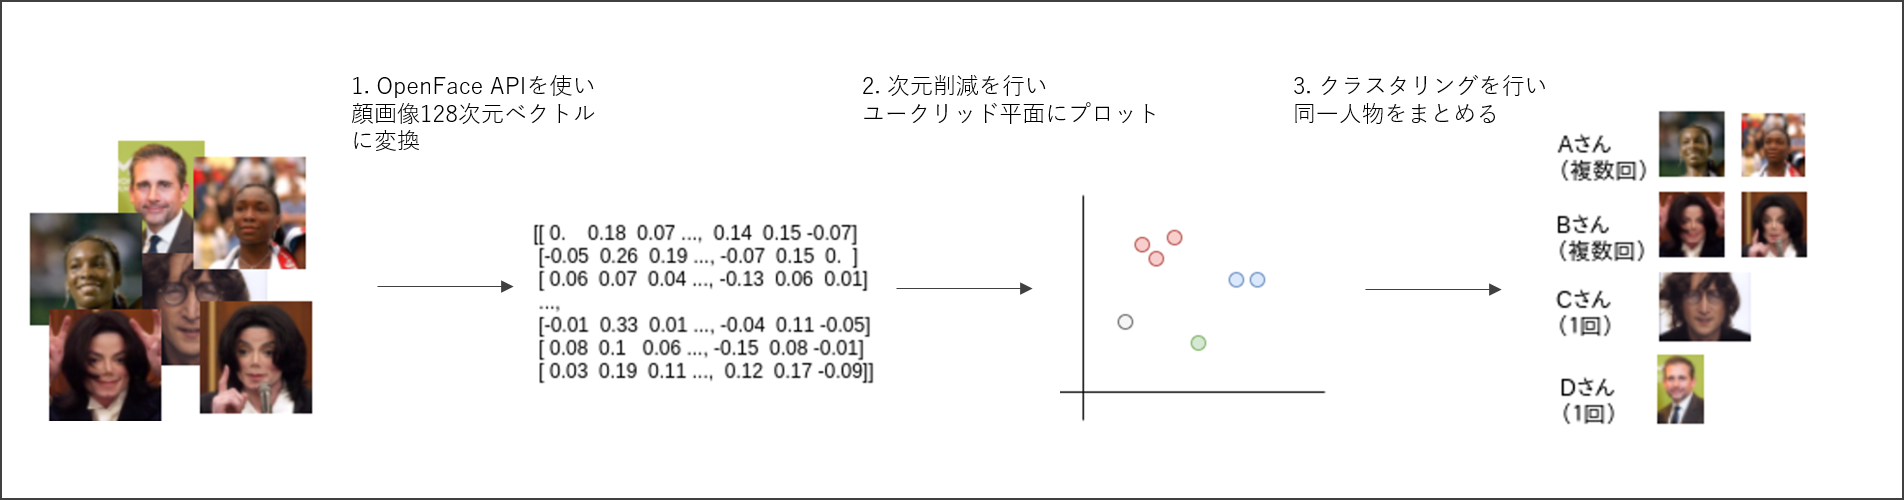 1. OpenFace APIを使い
顔画像128次元ベクトル
に変換
2. 次元削減を行い
ユークリッド平面にプロット
3. クラスタリングを行い
同一人物をまとめる
[[ 0. 0.18 0.07 ..., 0.14 0.15 -0.07]
[-0.05 0.26 0.19 ..., -0.07 0.15 0. ]
[ 0.06 0.07 0.04 ..., -0.13 0.06 0.01]
...,
[-0.01 0.33 0.01 ..., -0.04 0.11 -0.05]
[ 0.08 0.1 0.06 ..., -0.15 0.08 -0.01]
[ 0.03 0.19 0.11 ..., 0.12 0.17 -0.09]]
Aさん
（複数回）
Bさん
（複数回）
Cさん
（1回）
Dさん
（1回）